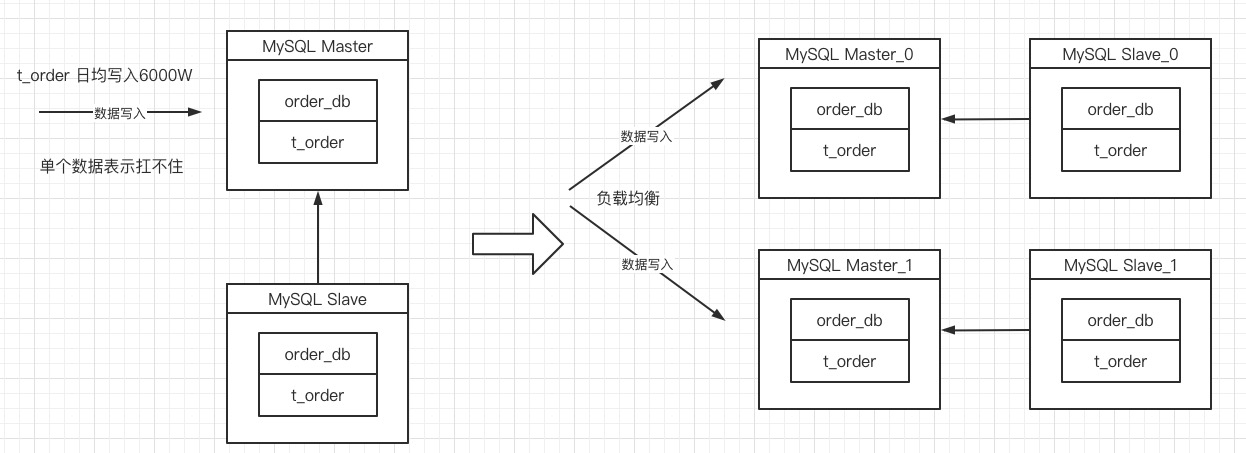 MySQL Master
t_order 日均写入6000W
order_db
数据写入
t_order
单个数据表示扛不住
MySQL Slave
order_db
t_order
数据写入
负载均衡
数据写入
MySQL Master_0
order_db
t_order
MySQL Slave_0
order_db
t_order
MySQL Master_1
order_db
t_order
MySQL Slave_1
order_db
t_order